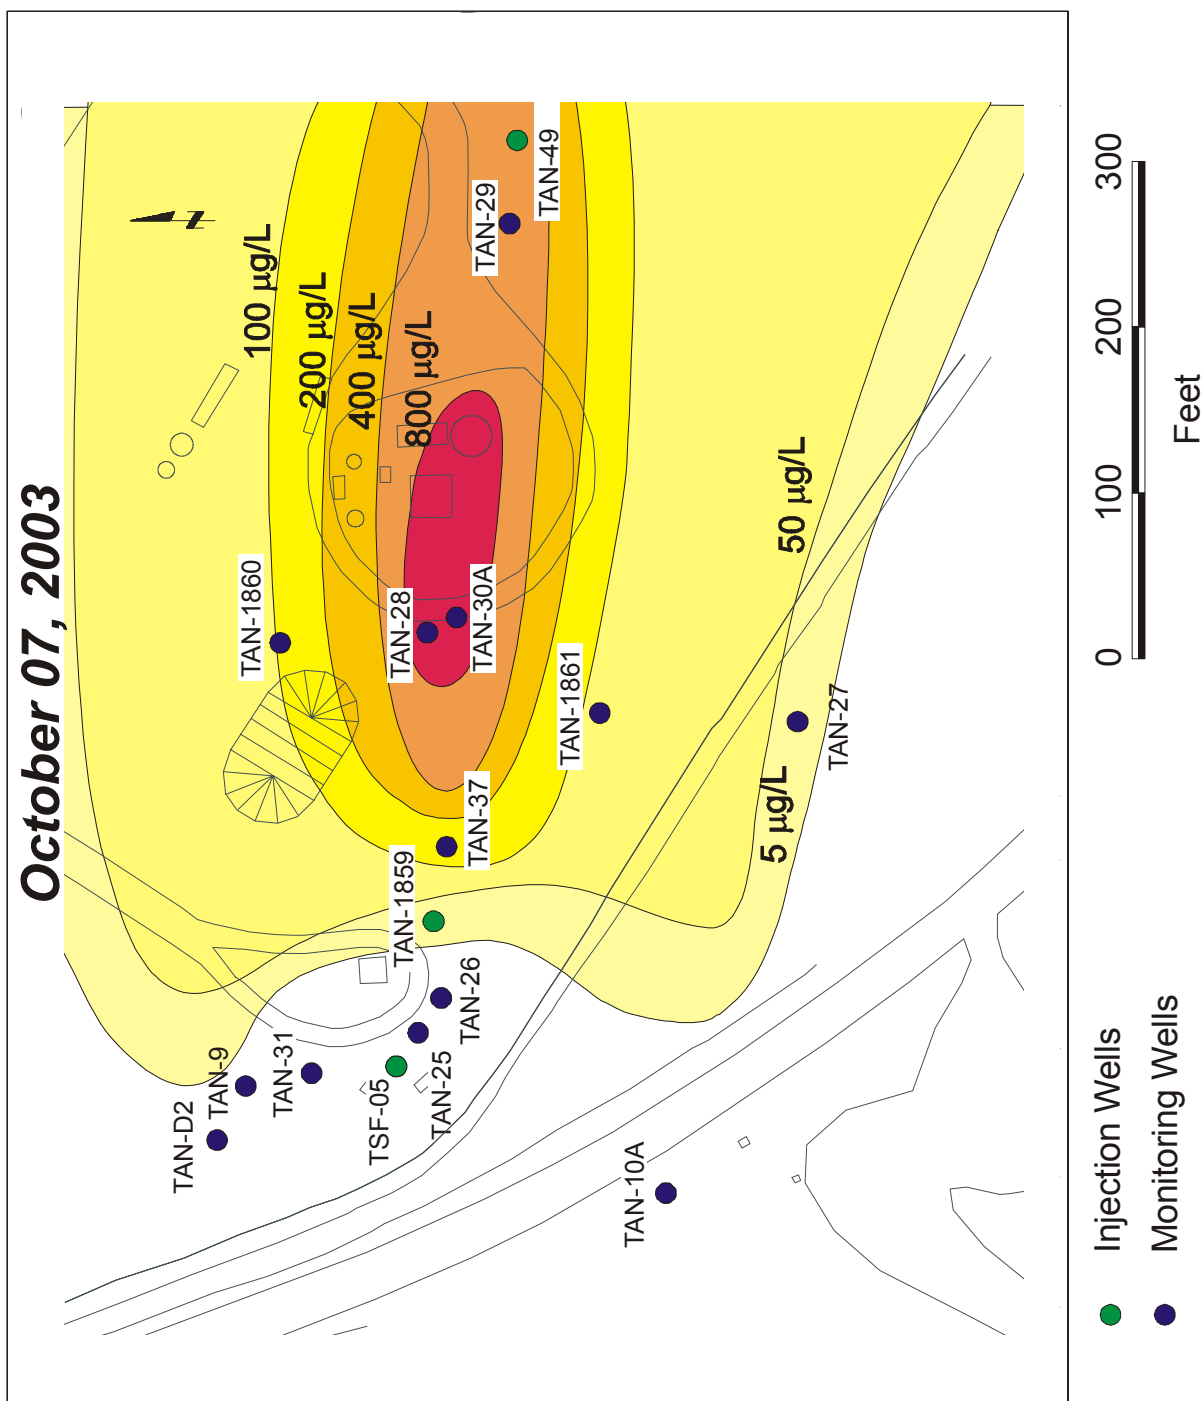 October 07, 2003
TAN-D2
TAN-9
TAN-31
TSF-05
TAN-25
TAN-26
TAN-1859
TAN-37
TAN-1860
TAN-28
TAN-30A
TAN-1861
TAN-27
TAN-10A
TAN-29
TAN-49
100 µg/L
200 µg/L
400 µg/L
800 µg/L
50 µg/L
5 µg/L
N
Injection Wells
Monitoring Wells
0 100 200 300
Feet